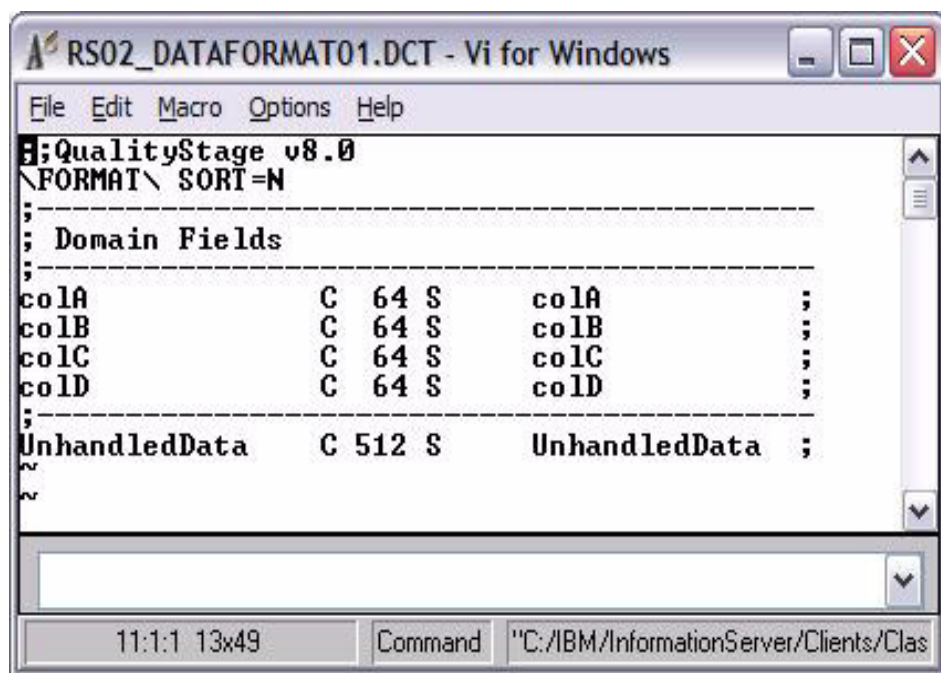 RS02_DATAFORMAT01.DCT - Vi for Windows
File Edit Macro Options Help
;;QualityStage v8.0
\FORMAT\ SORT=N
;---------------------------------------------
; Domain Fields
;---------------------------------------------
colA C 64 S colA ;
colB C 64 S colB ;
colC C 64 S colC ;
colD C 64 S colD ;
;---------------------------------------------
UnhandledData C 512 S UnhandledData ;
~
~
11:1:1 13x49 Command "C:/IBM/InformationServer/Clients/Clas